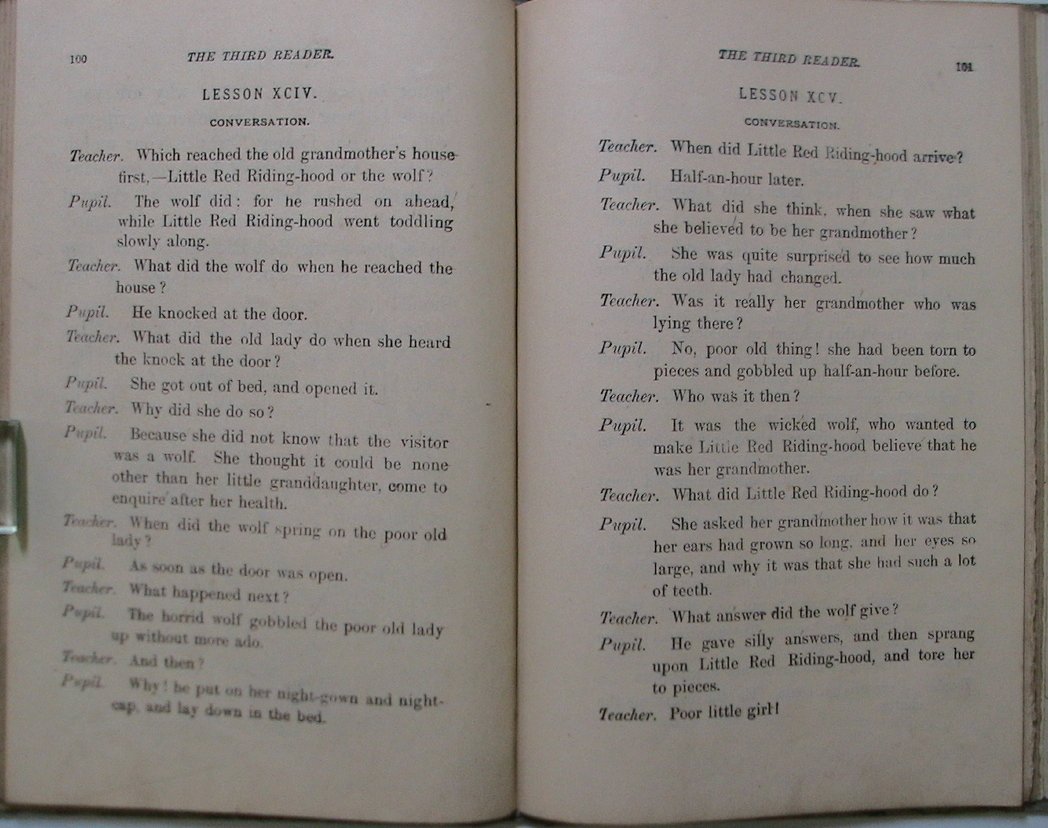 100
THE THIRD READER.
LESSON XCIV.
CONVERSATION.
Teacher. Which reached the old grandmother's house
first,—Little Red Riding-hood or the wolf?
Pupil. The wolf did: for he rushed on ahead,
while Little Red Riding-hood went toddling
slowly along.
Teacher. What did the wolf do when he reached the
house?
Pupil. He knocked at the door.
Teacher. What did the old lady do when she heard
the knock at the door?
Pupil. She got out of bed, and opened it.
Teacher. Why did she do so?
Pupil. Because she did not know that the visitor
was a wolf. She thought it could be none
other than her little granddaughter, come to
enquire after her health.
Teacher. When did the wolf spring on the poor old
lady?
Pupil. As soon as the door was open.
Teacher. What happened next?
Pupil. The horrid wolf gobbled the poor old lady
up without more ado.
Teacher. And then?
Pupil. Why! he put on her night-gown and night-
cap, and lay down in the bed.
THE THIRD READER.
101
LESSON XCV.
CONVERSATION.
Teacher. When did Little Red Riding-hood arrive?
Pupil. Half-an-hour later.
Teacher. What did she think, when she saw what
she believed to be her grandmother?
Pupil. She was quite surprised to see how much
the old lady had changed.
Teacher. Was it really her grandmother who was
lying there?
Pupil. No, poor old thing! she had been torn to
pieces and gobbled up half-an-hour before.
Teacher. Who was it then?
Pupil. It was the wicked wolf, who wanted to
make Little Red Riding-hood believe that he
was her grandmother.
Teacher. What did Little Red Riding-hood do?
Pupil. She asked her grandmother how it was that
her ears had grown so long, and her eyes so
large, and why it was that she had such a lot
of teeth.
Teacher. What answer did the wolf give?
Pupil. He gave silly answers, and then sprang
upon Little Red Riding-hood, and tore her
to pieces.
Teacher. Poor little girl!